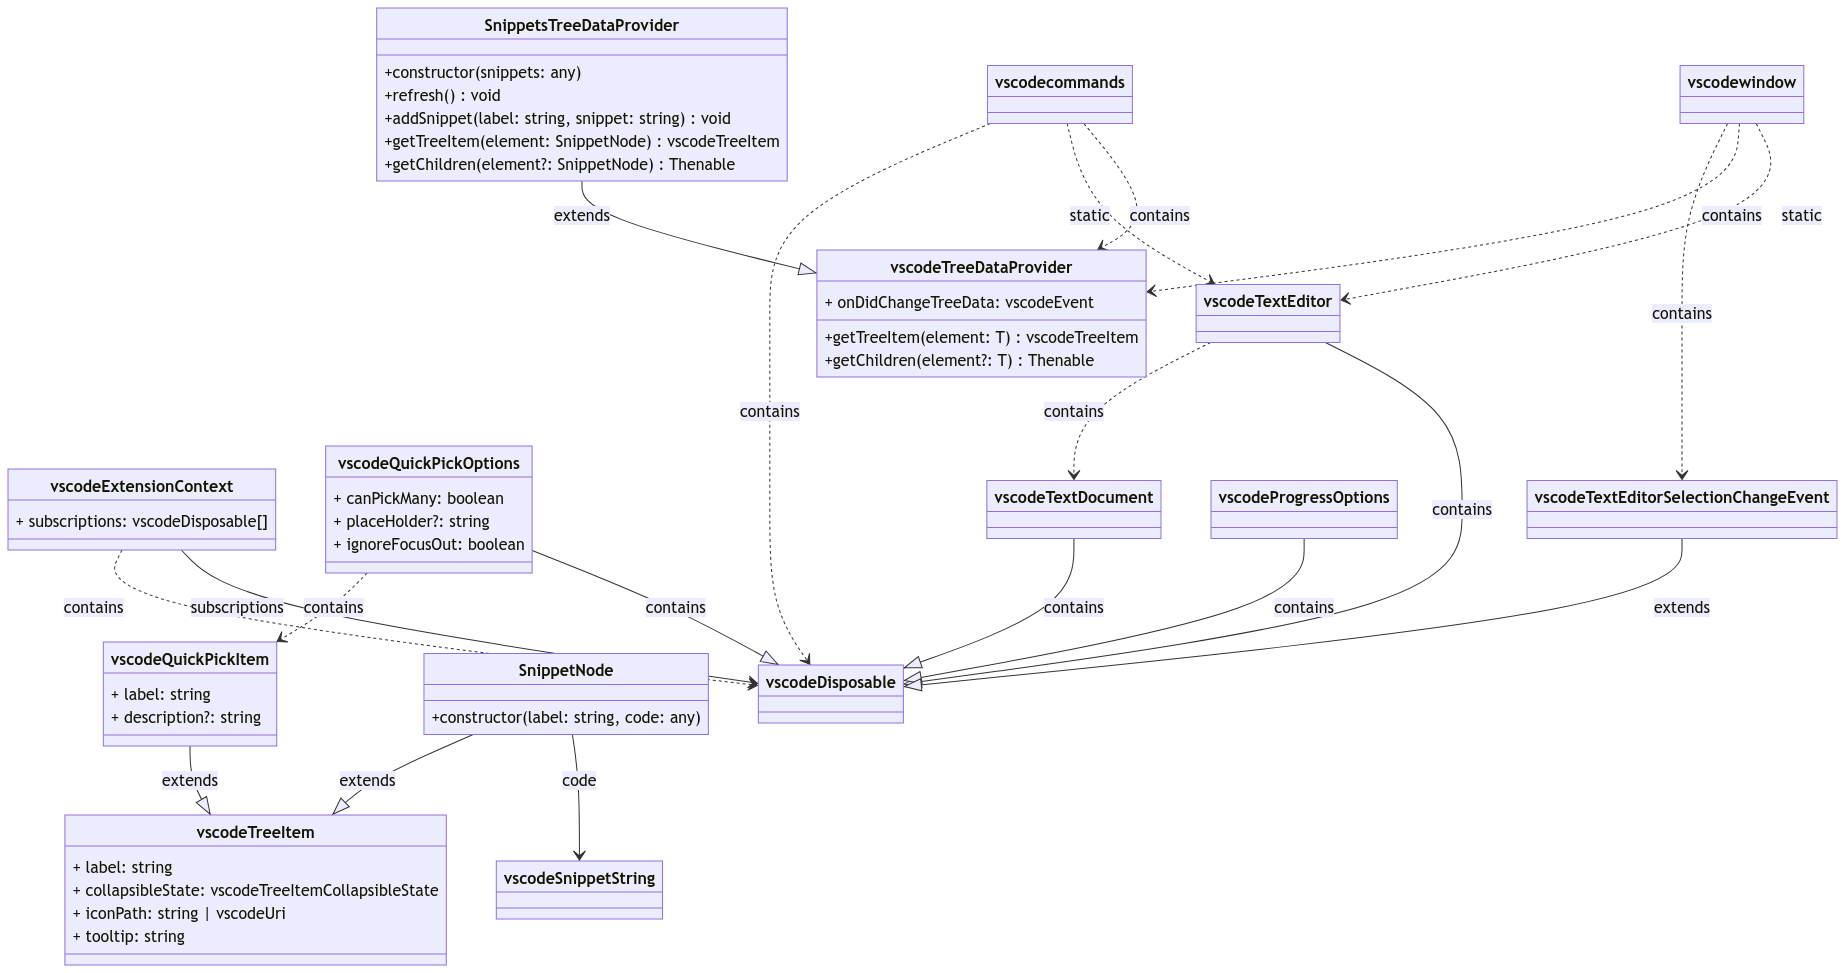 SnippetsTreeDataProvider
+constructor(snippets: any)
+refresh() : void
+addSnippet(label: string, snippet: string) : void
+getTreeItem(element: SnippetNode) : vscodeTreeItem
+getChildren(element?: SnippetNode) : Thenable
vscodecommands
vscodewindow
extends
static
contains
contains
static
vscodeTreeDataProvider
+ onDidChangeTreeData: vscodeEvent
+getTreeItem(element: T) : vscodeTreeItem
+getChildren(element?: T) : Thenable
vscodeTextEditor
contains
contains
contains
vscodeExtensionContext
+ subscriptions: vscodeDisposable[]
vscodeQuickPickOptions
+ canPickMany: boolean
+ placeHolder?: string
+ ignoreFocusOut: boolean
vscodeTextDocument
vscodeProgressOptions
contains
vscodeTextEditorSelectionChangeEvent
contains
subscriptions
contains
contains
contains
contains
extends
vscodeQuickPickItem
+ label: string
+ description?: string
SnippetNode
+constructor(label: string, code: any)
vscodeDisposable
extends
extends
code
vscodeTreeItem
+ label: string
+ collapsibleState: vscodeTreeItemCollapsibleState
+ iconPath: string | vscodeUri
+ tooltip: string
vscodeSnippetString